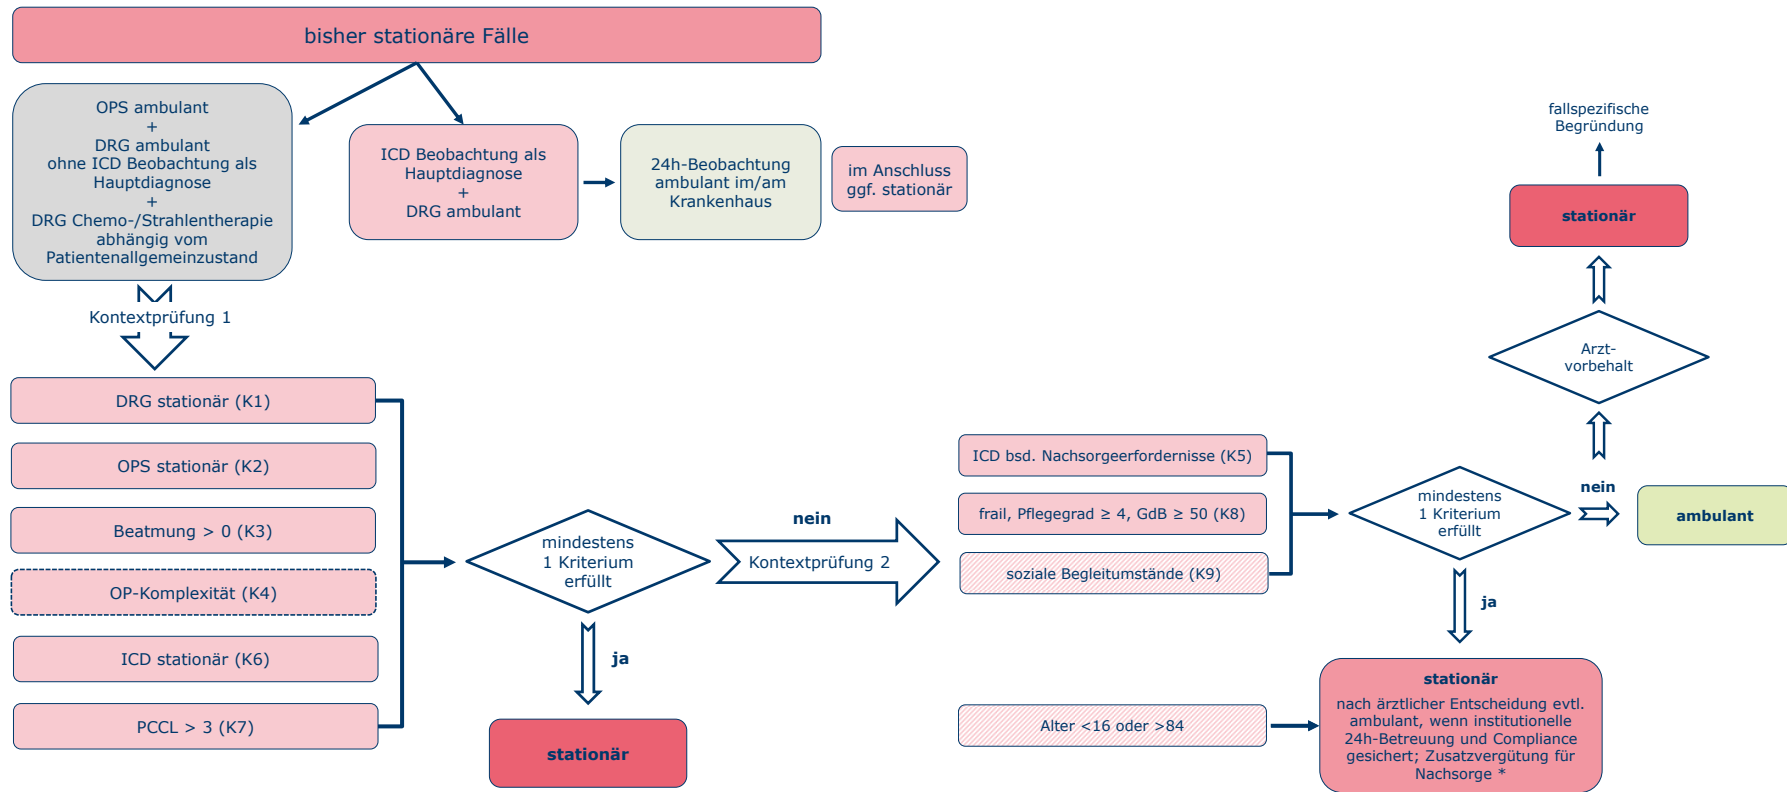 bisher stationäre Fälle
OPS ambulant
+
DRG ambulant
ohne ICD Beobachtung als
Hauptdiagnose
+
DRG Chemo-/Strahlentherapie
abhängig vom
Patientenallgemeinzustand
ICD Beobachtung als
Hauptdiagnose
+
DRG ambulant
24h-Beobachtung
ambulant im/am
Krankenhaus
im Anschluss
ggf. stationär
Kontextprüfung 1
DRG stationär (K1)
OPS stationär (K2)
Beatmung > 0 (K3)
OP-Komplexität (K4)
ICD stationär (K6)
PCCL > 3 (K7)
mindestens
1 Kriterium
erfüllt
ja
stationär
nein
Kontextprüfung 2
ICD bsd. Nachsorgeerfordernisse (K5)
frail, Pflegegrad ≥ 4, GdB ≥ 50 (K8)
soziale Begleitumstände (K9)
Alter <16 oder >84
mindestens
1 Kriterium
erfüllt
nein
ambulant
Arzt-
vorbehalt
stationär
fallspezifische
Begründung
ja
stationär
nach ärztlicher Entscheidung evtl.
ambulant, wenn institutionelle
24h-Betreuung und Compliance
gesichert; Zusatzvergütung für
Nachsorge *